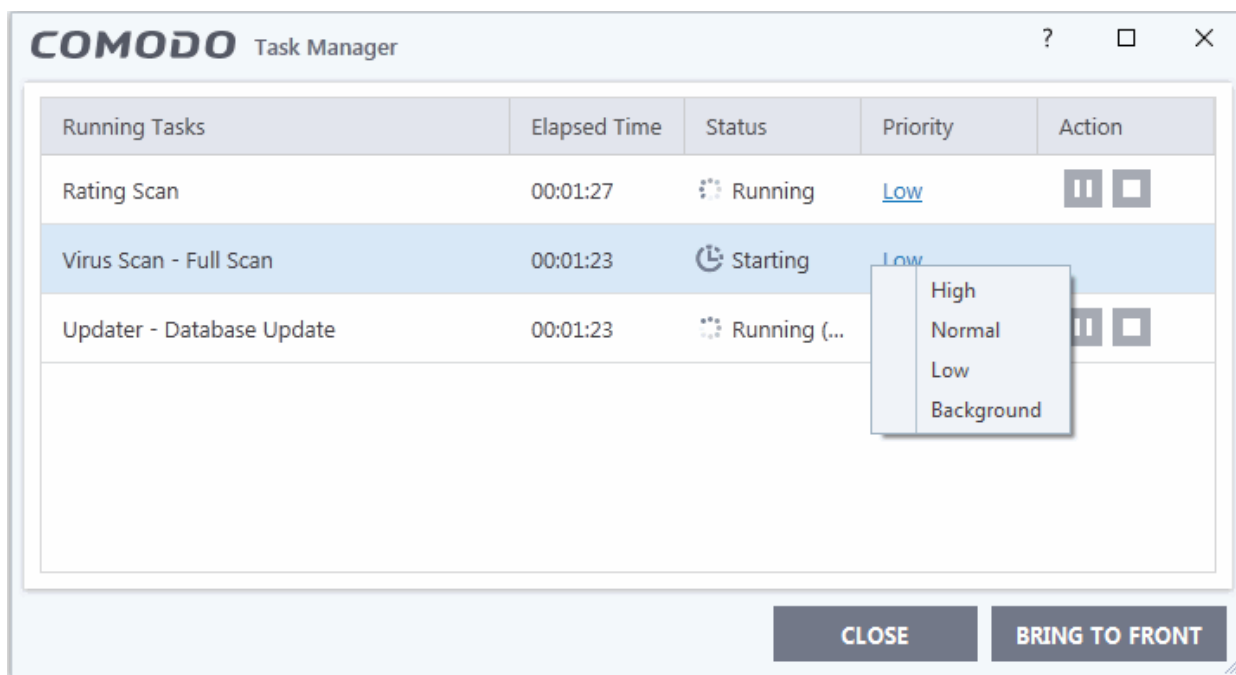 COMODO Task Manager ?
Running Tasks Elapsed Time Status Priority Action
Rating Scan 00:01:27 Running Low
Virus Scan - Full Scan 00:01:23 Starting Low
High
Updater - Database Update 00:01:23 Running (... Normal
Low
Background
CLOSE BRING TO FRONT